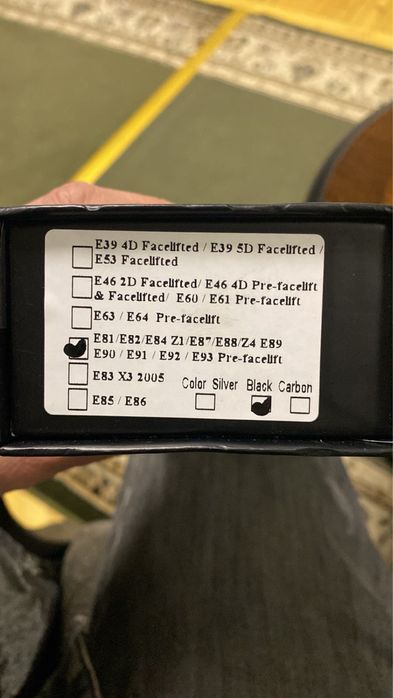 E39 4D Facelifted / E39 5D Facelifted /
E53 Facelifted
E46 2D Facelifted/ E46 4D Pre-facelift
& Facelifted/ E60 / E61 Pre-facelift
E63 / E64 Pre-facelift
E81/E82/E84 Z1/E87/E88/Z4 E89
E90 / E91 / E92 / E93 Pre-facelift
E83 X3 2005
Color Silver Black Carbon
E85 / E86